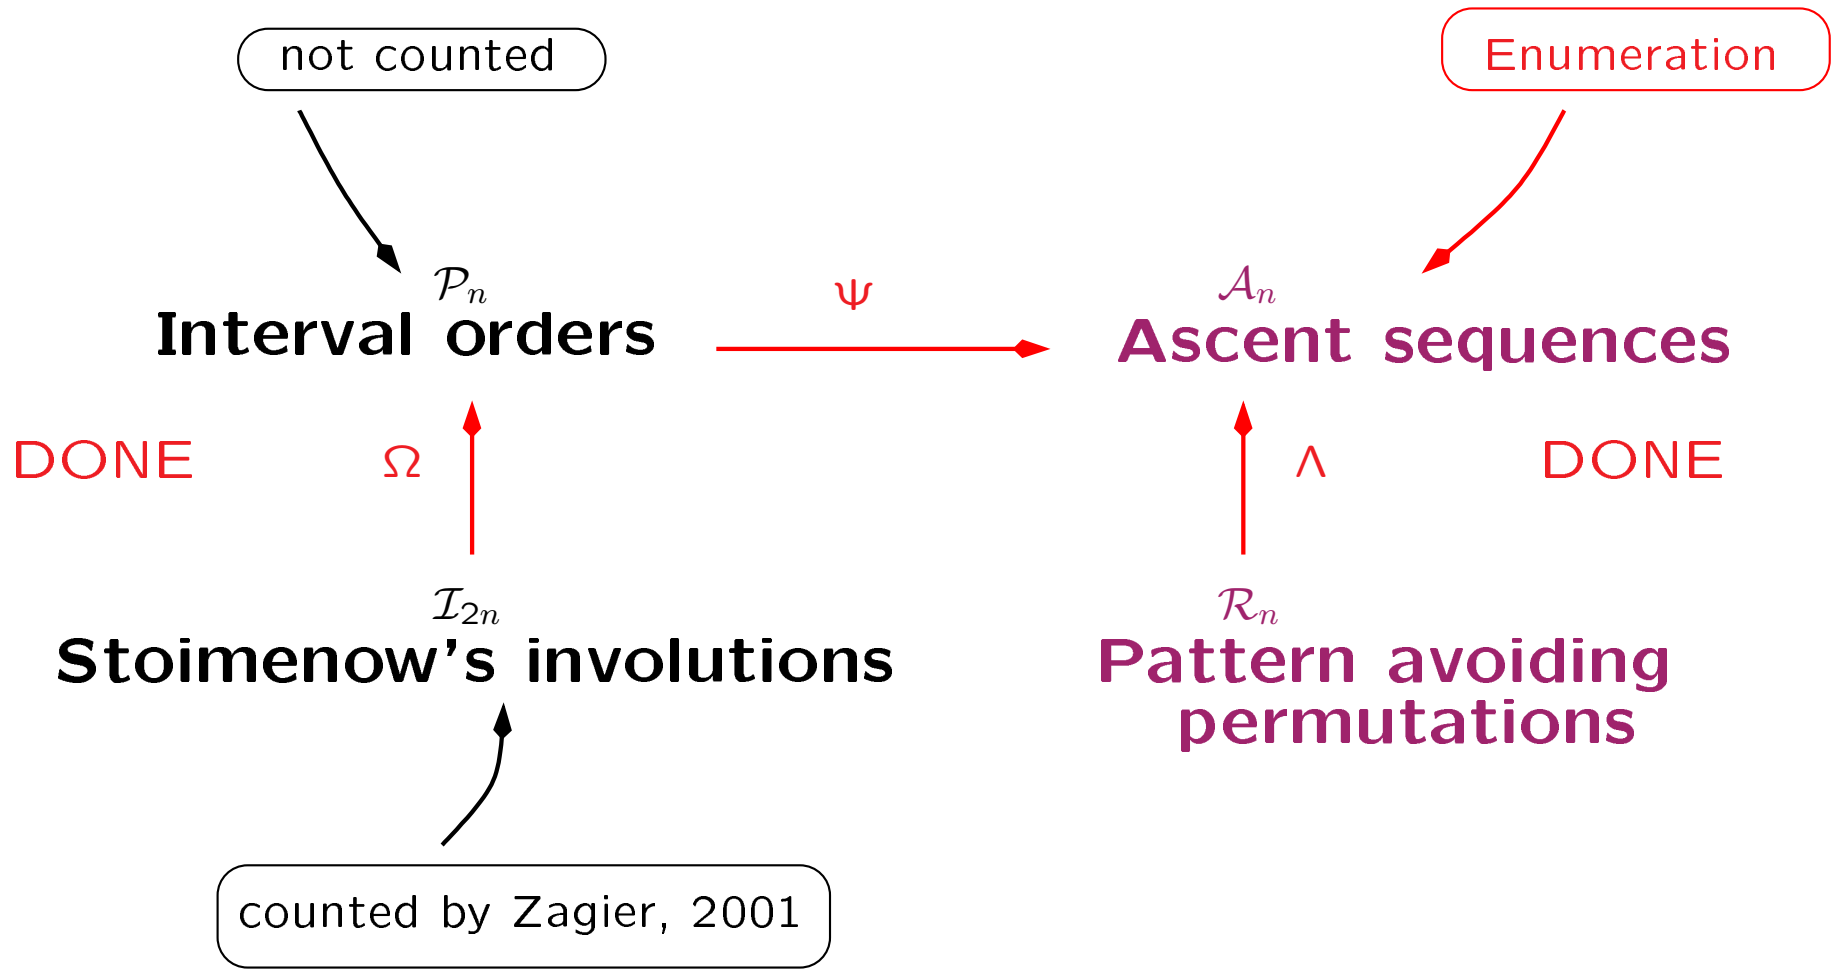 not counted
Enumeration
𝒫ₙ
Interval orders
Ψ
𝒜ₙ
Ascent sequences
DONE
Ω
Λ
DONE
ℐ₂ₙ
Stoimenow's involutions
ℛₙ
Pattern avoiding
permutations
counted by Zagier, 2001